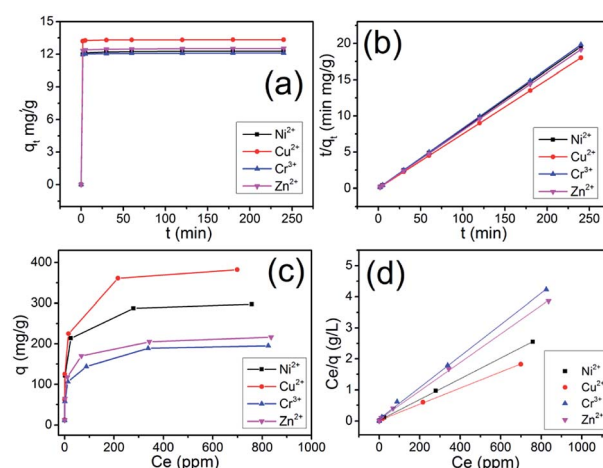 15
12
9
6
3
0
qt mg/g
(a)
Ni2+
Cu2+
Cr3+
Zn2+
0 50 100 150 200 250
t (min)
20
15
10
5
0
t/qt (min mg/g)
(b)
Ni2+
Cu2+
Cr3+
Zn2+
0 50 100 150 200 250
t (min)
400
300
200
100
0
q (mg/g)
(c)
Ni2+
Cu2+
Cr3+
Zn2+
0 200 400 600 800 1000
Ce (ppm)
6
5
4
3
2
1
0
Ce/q (g/L)
(d)
Ni2+
Cu2+
Cr3+
Zn2+
0 200 400 600 800 1000
Ce (ppm)